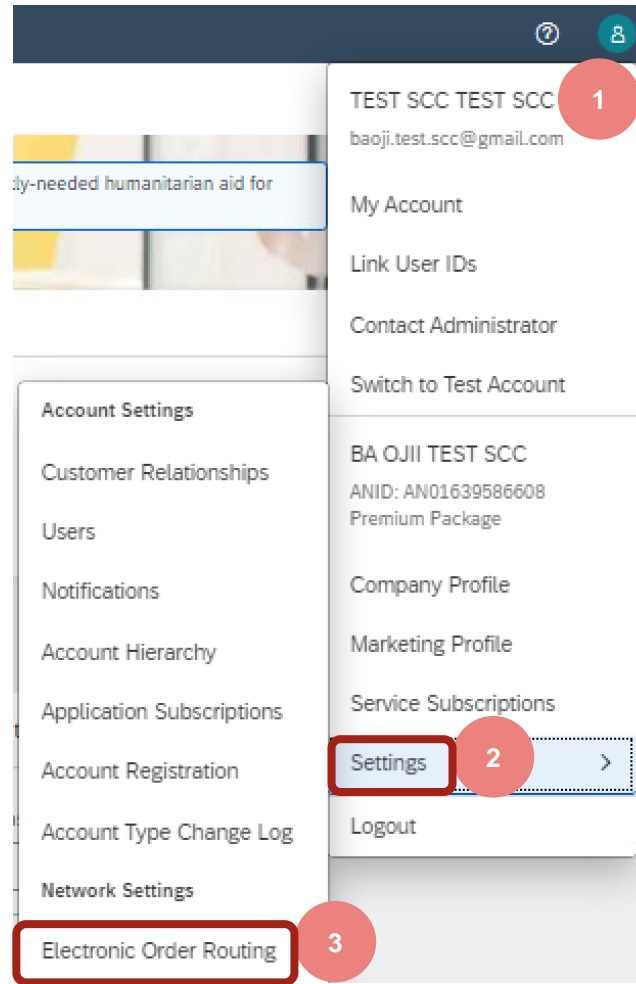 TEST SCC TEST SCC
1
baoji.test.scc@gmail.com
tly-needed humanitarian aid for
My Account
Link User IDs
Contact Administrator
Switch to Test Account
BA OJII TEST SCC
ANID: AN01639586608
Premium Package
Company Profile
Marketing Profile
Service Subscriptions
Settings
2
Logout
Account Settings
Customer Relationships
Users
Notifications
Account Hierarchy
Application Subscriptions
Account Registration
Account Type Change Log
Network Settings
Electronic Order Routing
3